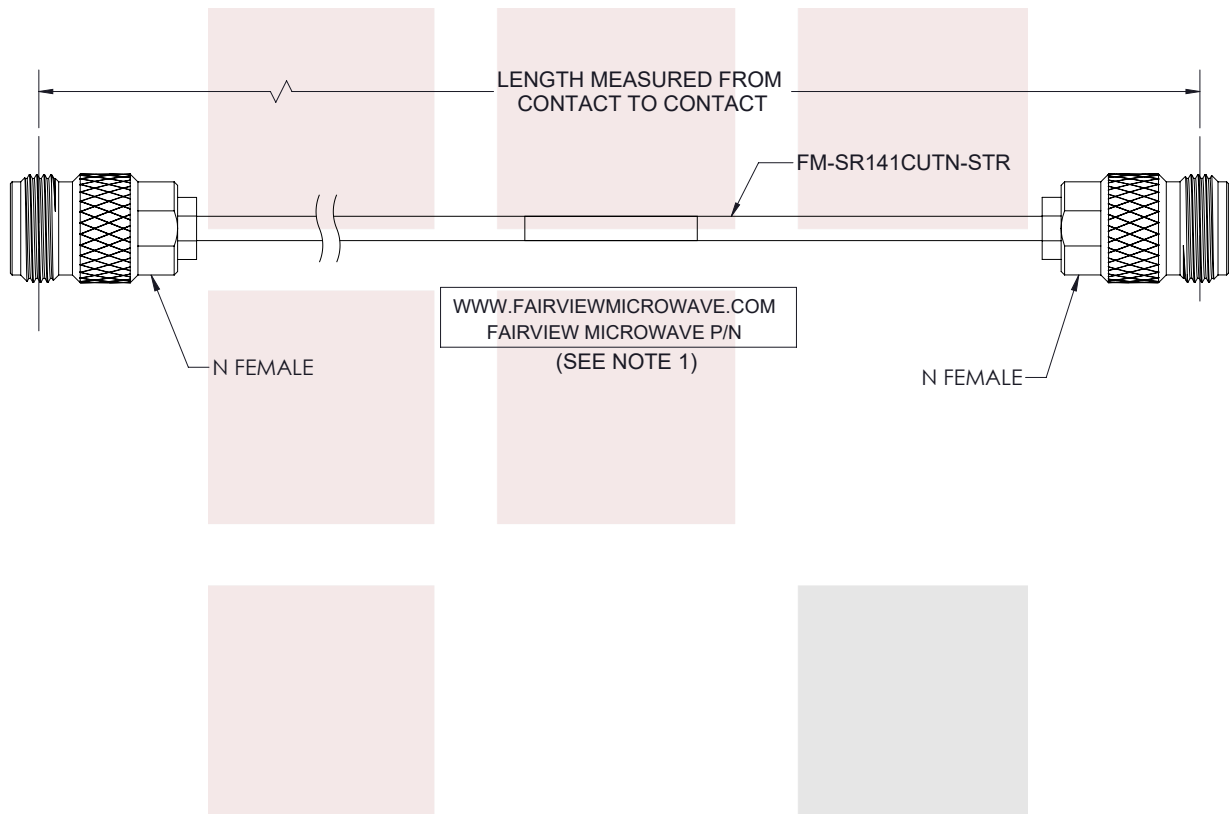 LENGTH MEASURED FROM
CONTACT TO CONTACT
FM-SR141CUTN-STR
WWW.FAIRVIEWMICROWAVE.COM
FAIRVIEW MICROWAVE P/N
(SEE NOTE 1)
N FEMALE
N FEMALE